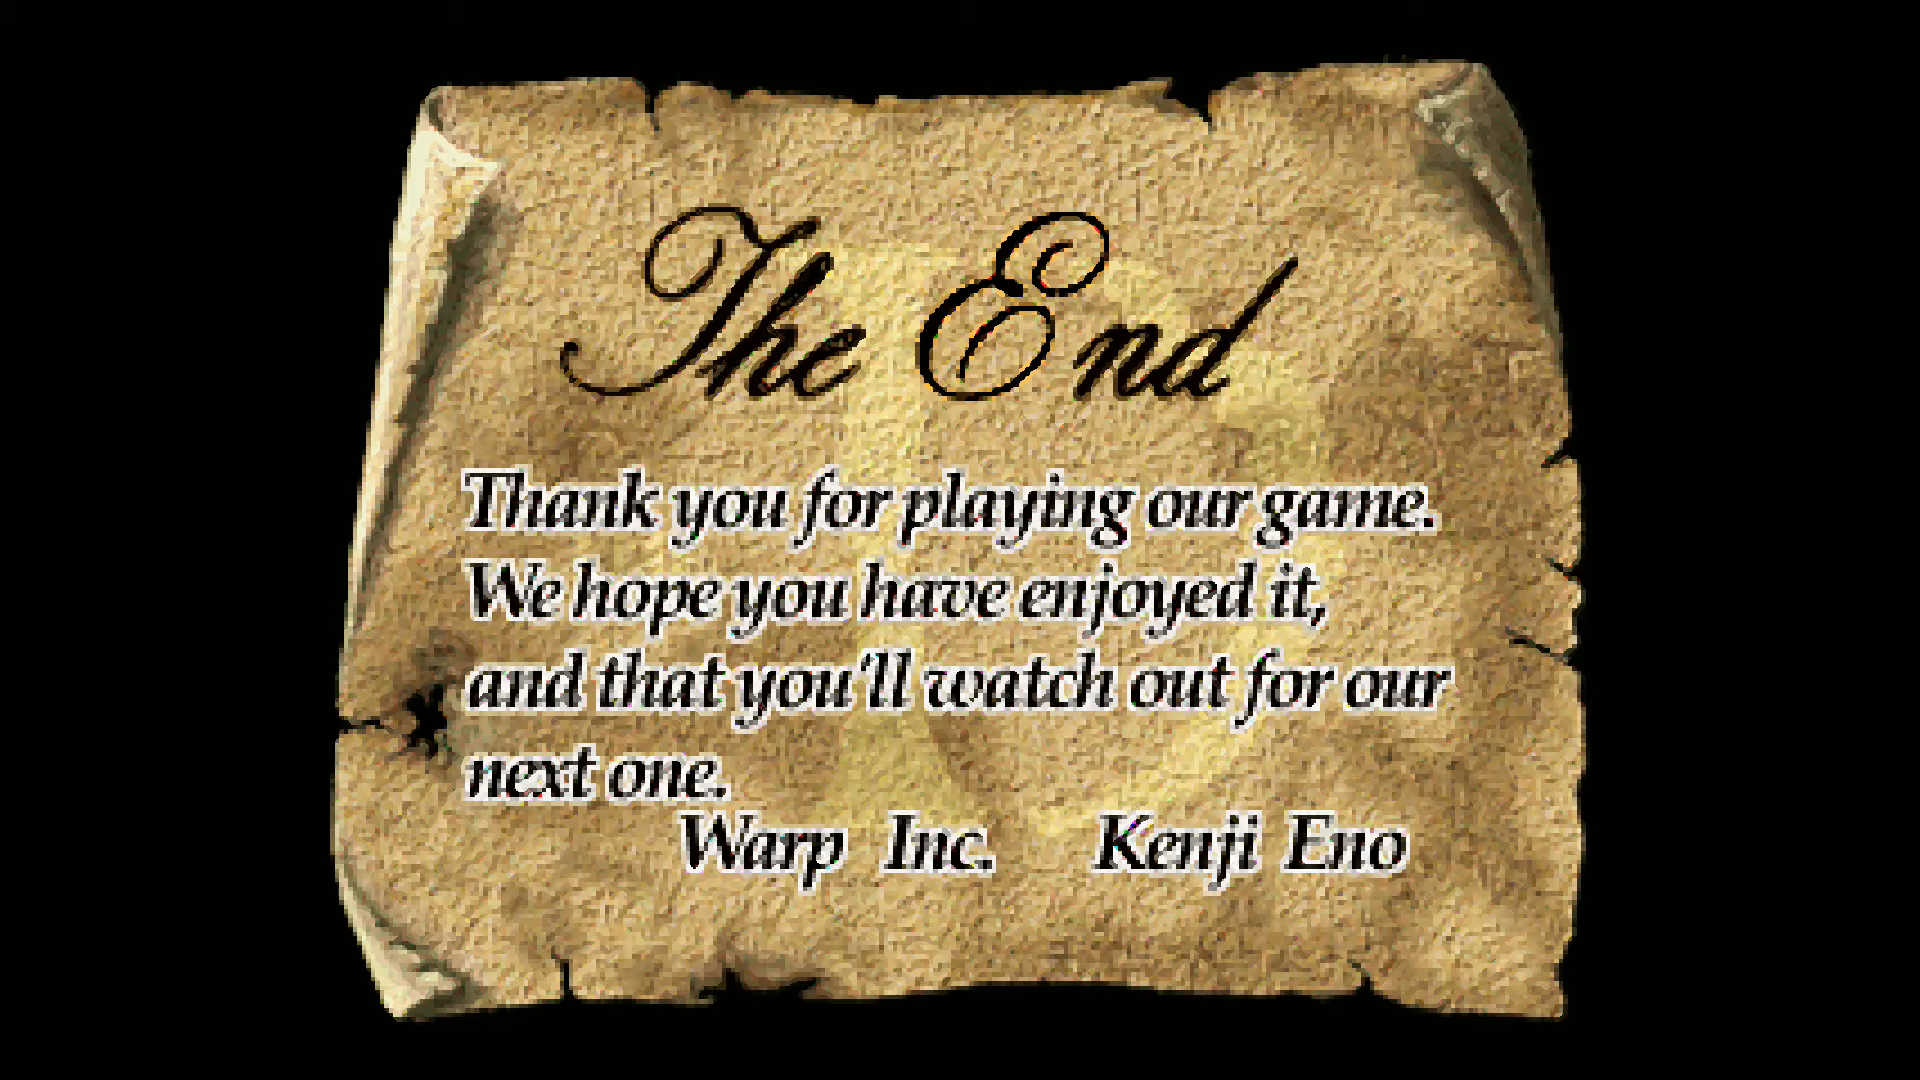 The End
Thank you for playing our game.
We hope you have enjoyed it,
and that you'll watch out for our
next one.
Warp Inc. Kenji Eno